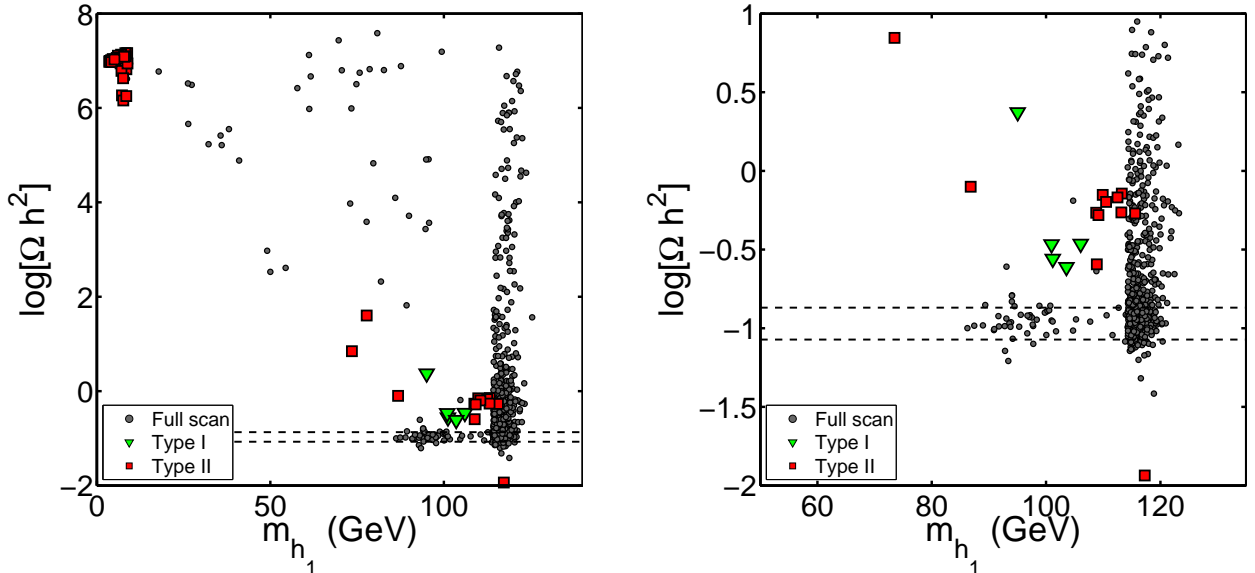 8
6
4
2
0
−2
log[Ω h²]
0
50
100
m_h₁ (GeV)
Full scan
Type I
Type II
1
0.5
0
−0.5
−1
−1.5
−2
log[Ω h²]
60
80
100
120
m_h₁ (GeV)
Full scan
Type I
Type II